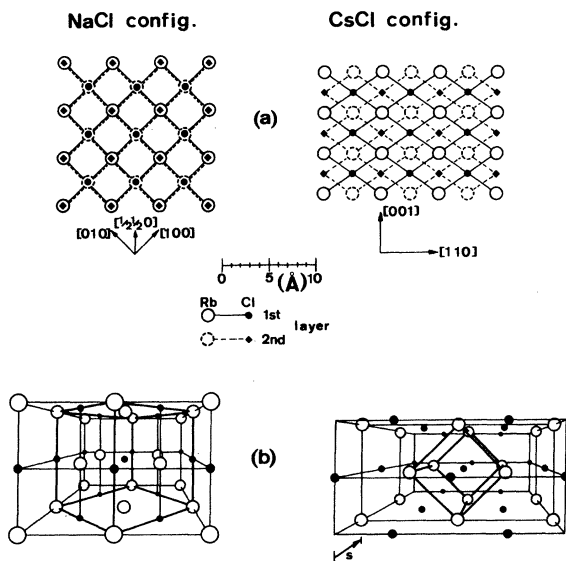 NaCl config.
CsCl config.
(a)
[½½0]
[010]
[100]
[001]
[110]
0 5 10
(Å)
Rb Cl
1st
layer
2nd
(b)
s